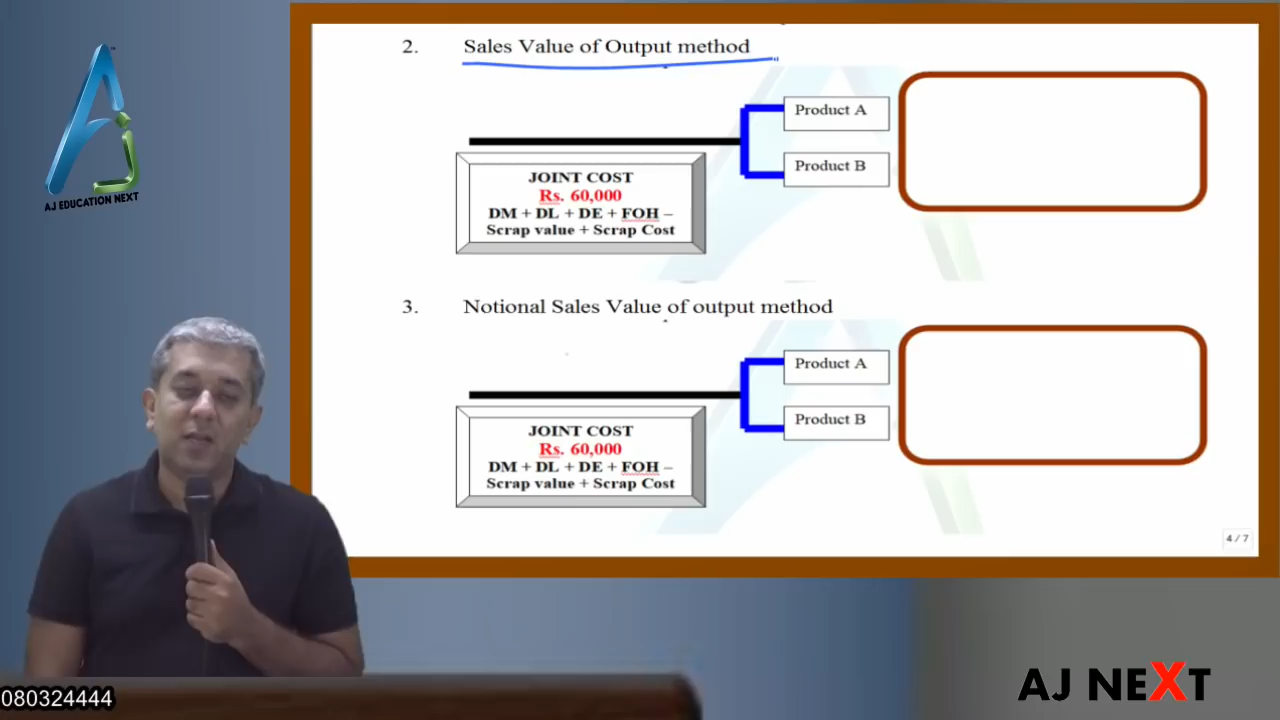 AJ EDUCATION NEXT
2. Sales Value of Output method
Product A
Product B
JOINT COST
Rs. 60,000
DM + DL + DE + FOH –
Scrap value + Scrap Cost
3. Notional Sales Value of output method
Product A
Product B
JOINT COST
Rs. 60,000
DM + DL + DE + FOH –
Scrap value + Scrap Cost
4 / 7
080324444
AJ NEXT